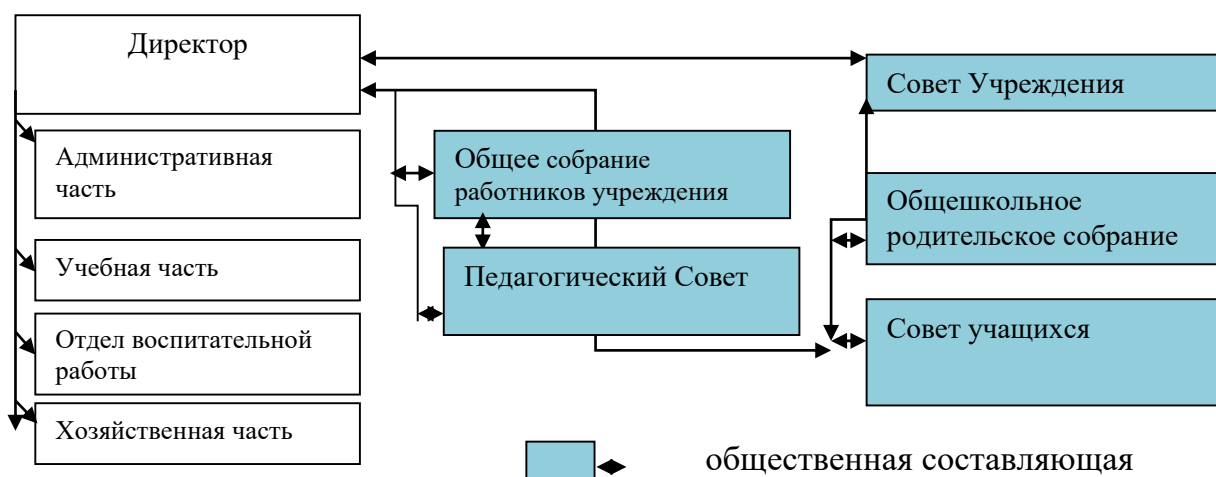 Директор
Административная
часть
Учебная часть
Отдел воспитательной
работы
Хозяйственная часть
Общее собрание
работников учреждения
Педагогический Совет
Совет Учреждения
Общешкольное
родительское собрание
Совет учащихся
общественная составляющая